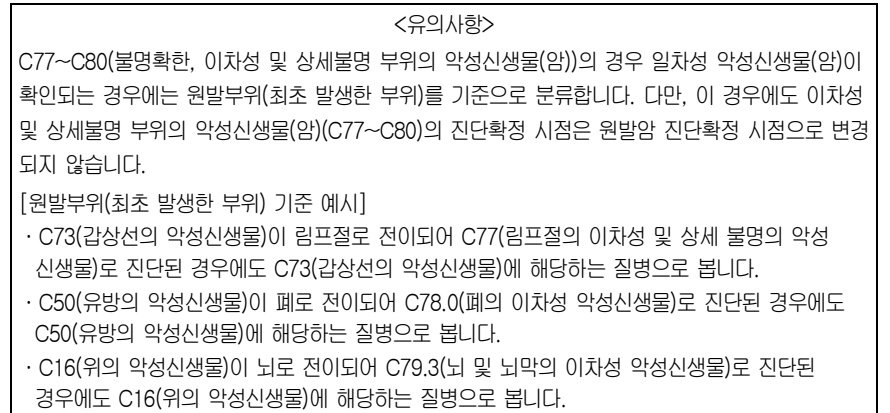 <유의사항>
C77~C80(불명확한, 이차성 및 상세불명 부위의 악성신생물(암))의 경우 일차성 악성신생물(암)이
확인되는 경우에는 원발부위(최초 발생한 부위)를 기준으로 분류합니다. 다만, 이 경우에도 이차성
및 상세불명 부위의 악성신생물(암)(C77~C80)의 진단확정 시점은 원발암 진단확정 시점으로 변경
되지 않습니다.
[원발부위(최초 발생한 부위) 기준 예시]
· C73(갑상선의 악성신생물)이 림프절로 전이되어 C77(림프절의 이차성 및 상세 불명의 악성
신생물)로 진단된 경우에도 C73(갑상선의 악성신생물)에 해당하는 질병으로 봅니다.
· C50(유방의 악성신생물)이 폐로 전이되어 C78.0(폐의 이차성 악성신생물)로 진단된 경우에도
C50(유방의 악성신생물)에 해당하는 질병으로 봅니다.
· C16(위의 악성신생물)이 뇌로 전이되어 C79.3(뇌 및 뇌막의 이차성 악성신생물)로 진단된
경우에도 C16(위의 악성신생물)에 해당하는 질병으로 봅니다.